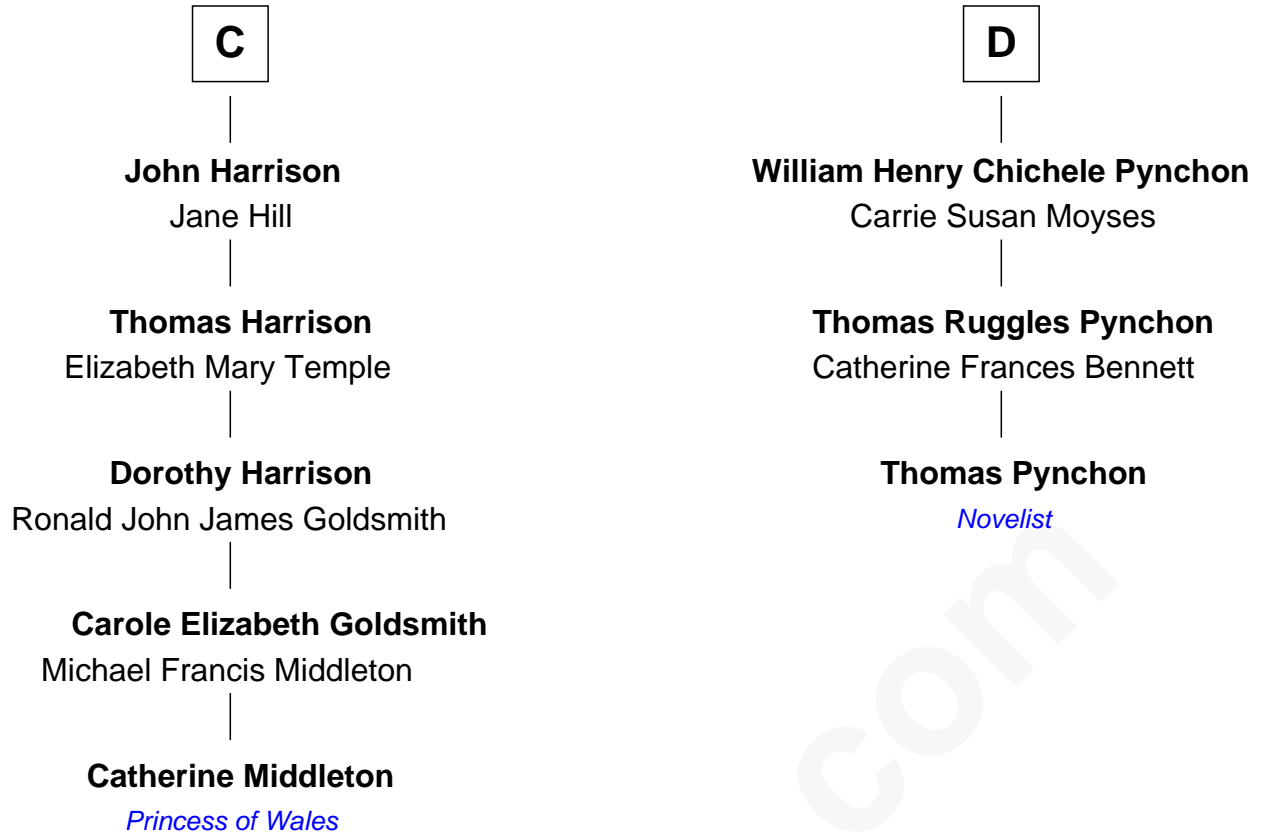 C
John Harrison
Jane Hill
Thomas Harrison
Elizabeth Mary Temple
Dorothy Harrison
Ronald John James Goldsmith
Carole Elizabeth Goldsmith
Michael Francis Middleton
Catherine Middleton
Princess of Wales
D
William Henry Chichele Pynchon
Carrie Susan Moyses
Thomas Ruggles Pynchon
Catherine Frances Bennett
Thomas Pynchon
Novelist
com